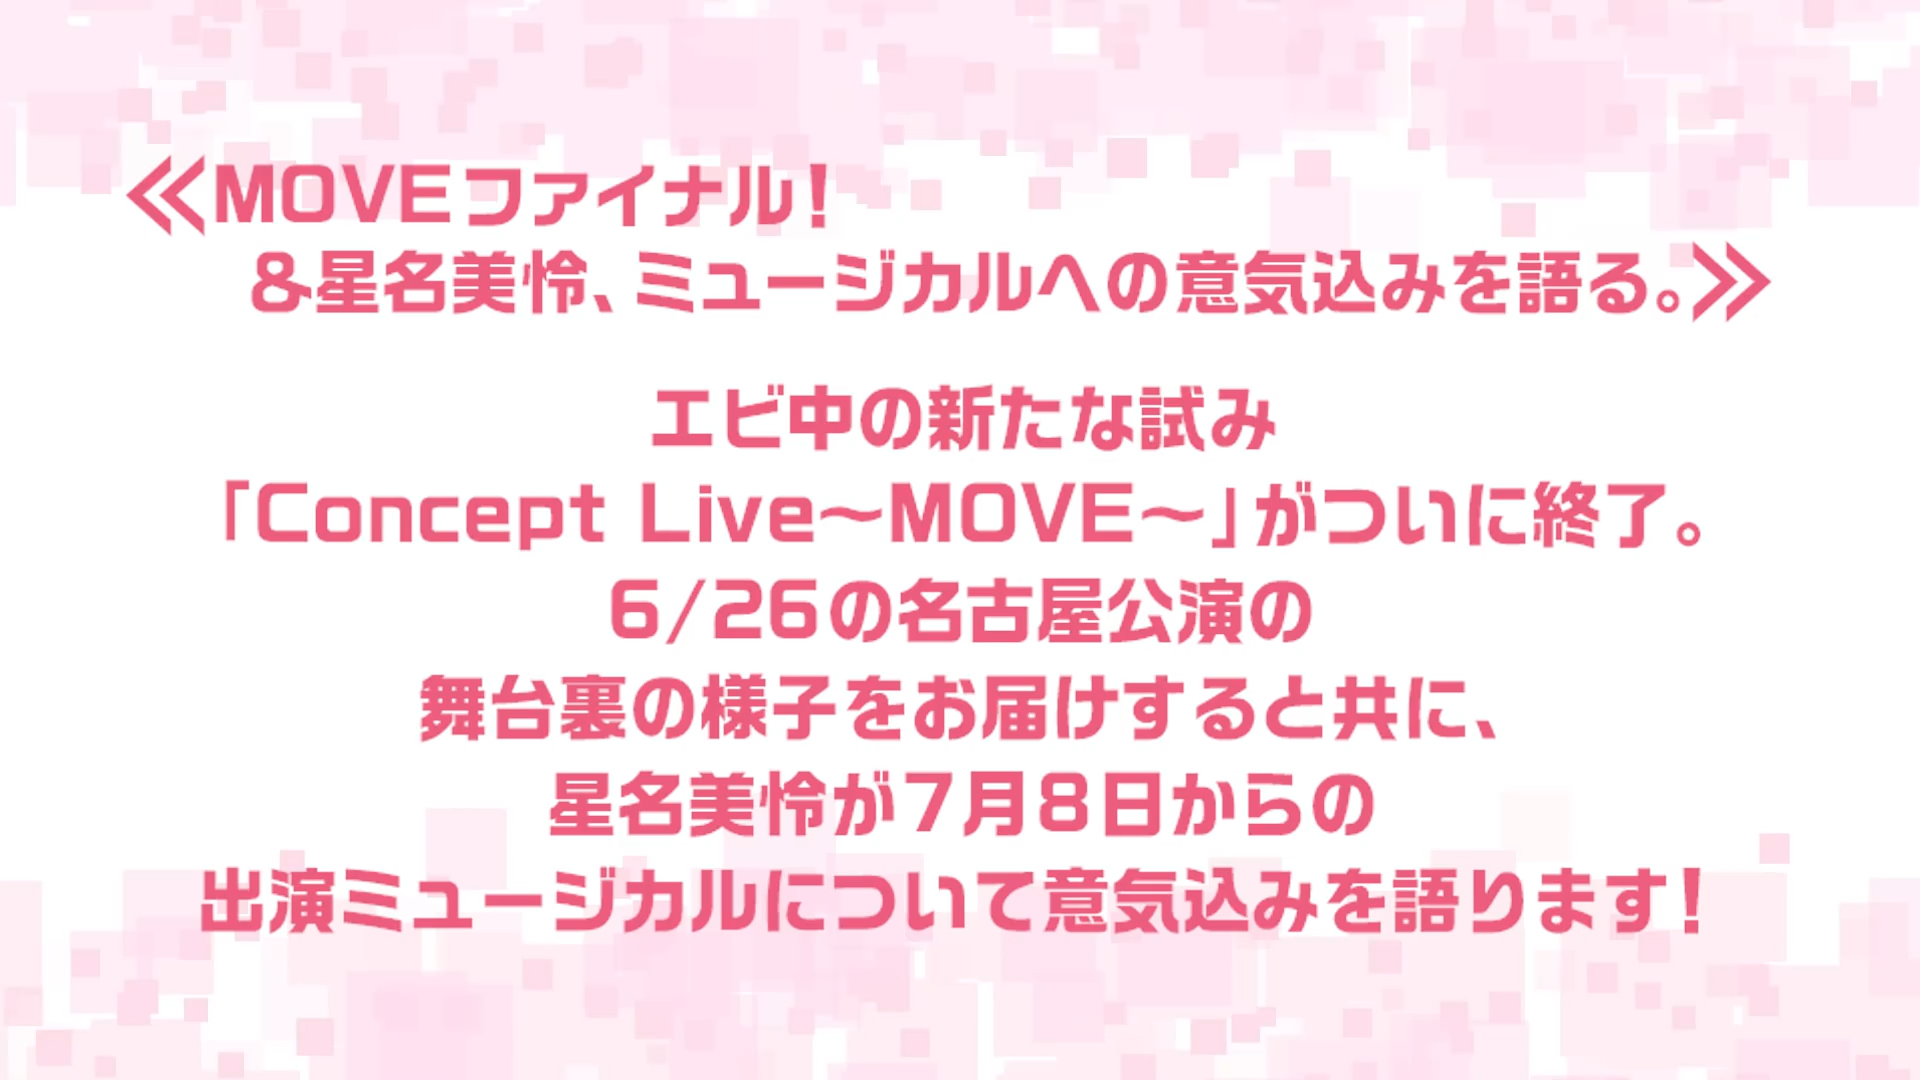 ≪MOVEファイナル！
＆星名美怜、ミュージカルへの意気込みを語る。≫
エビ中の新たな試み
「Concept Live～MOVE～」がついに終了。
6/26の名古屋公演の
舞台裏の様子をお届けすると共に、
星名美怜が7月8日からの
出演ミュージカルについて意気込みを語ります！